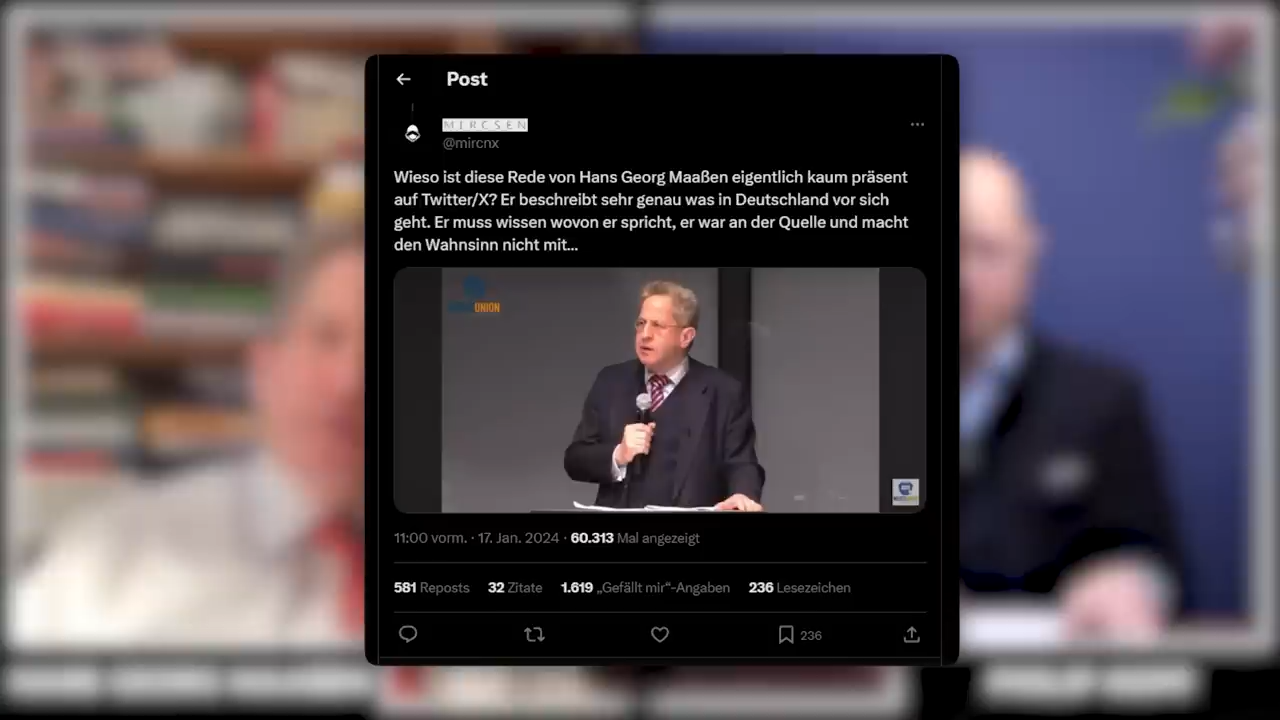 Post
MIRCSEN
@mircnx
Wieso ist diese Rede von Hans Georg Maaßen eigentlich kaum präsent
auf Twitter/X? Er beschreibt sehr genau was in Deutschland vor sich
geht. Er muss wissen wovon er spricht, er war an der Quelle und macht
den Wahnsinn nicht mit...
UNION
11:00 vorm. · 17. Jan. 2024 · 60.313 Mal angezeigt
581 Reposts 32 Zitate 1.619 „Gefällt mir“-Angaben 236 Lesezeichen
236